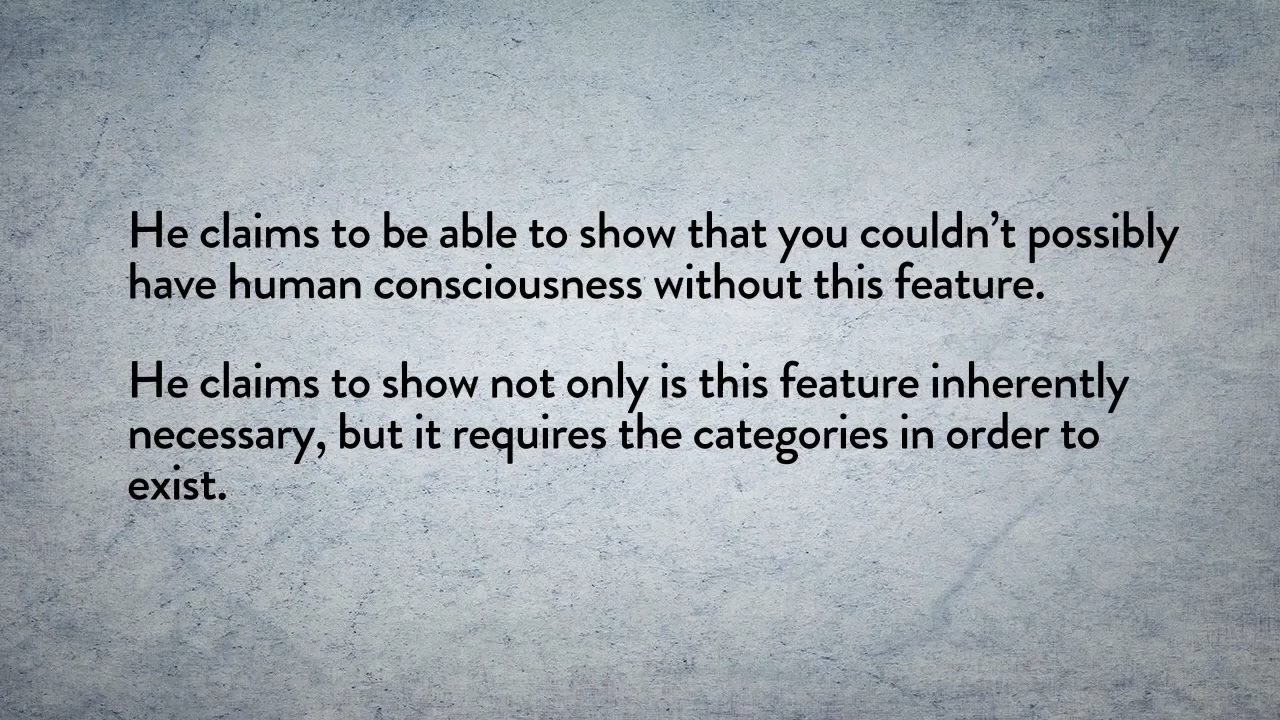 He claims to be able to show that you couldn’t possibly
have human consciousness without this feature.
He claims to show not only is this feature inherently
necessary, but it requires the categories in order to
exist.